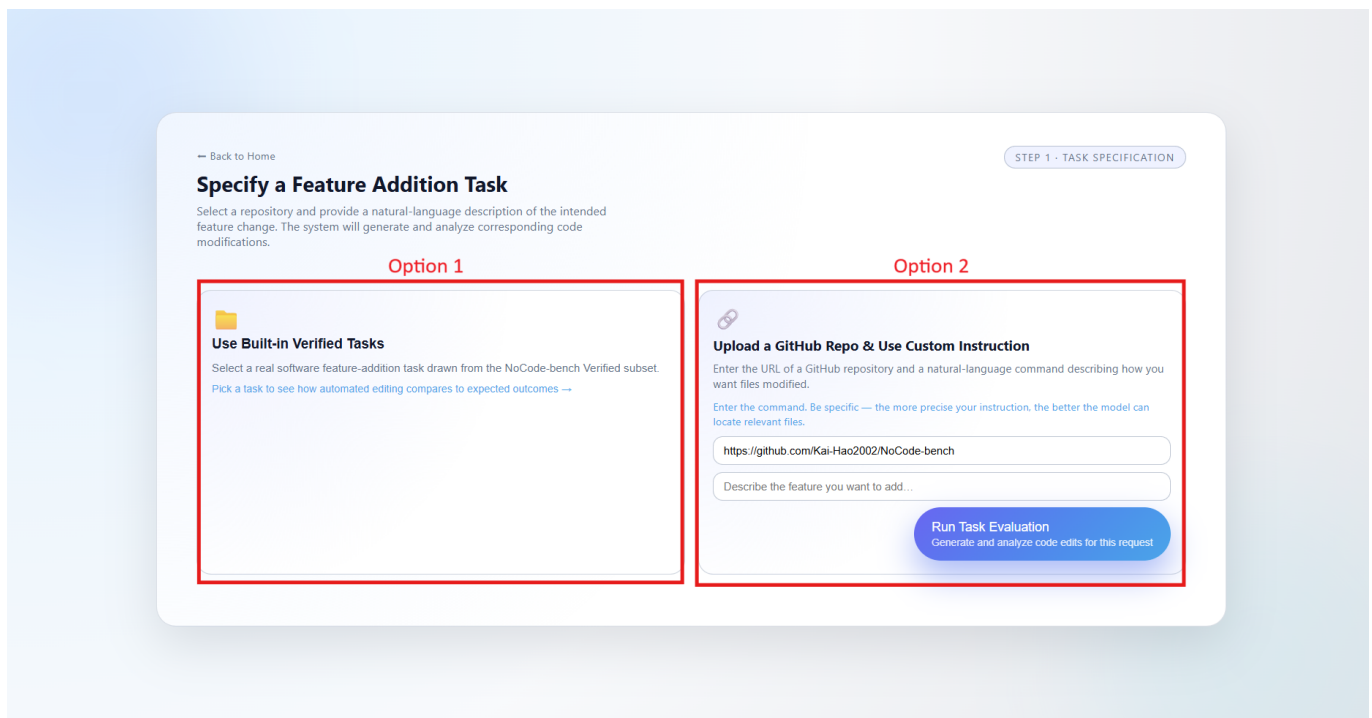 ← Back to Home
STEP 1 · TASK SPECIFICATION
Specify a Feature Addition Task
Select a repository and provide a natural-language description of the intended
feature change. The system will generate and analyze corresponding code
modifications.
Option 1
Use Built-in Verified Tasks
Select a real software feature-addition task drawn from the NoCode-bench Verified subset.
Pick a task to see how automated editing compares to expected outcomes →
Option 2
Upload a GitHub Repo & Use Custom Instruction
Enter the URL of a GitHub repository and a natural-language command describing how you
want files modified.
Enter the command. Be specific — the more precise your instruction, the better the model can
locate relevant files.
https://github.com/Kai-Hao2002/NoCode-bench
Describe the feature you want to add...
Run Task Evaluation
Generate and analyze code edits for this request